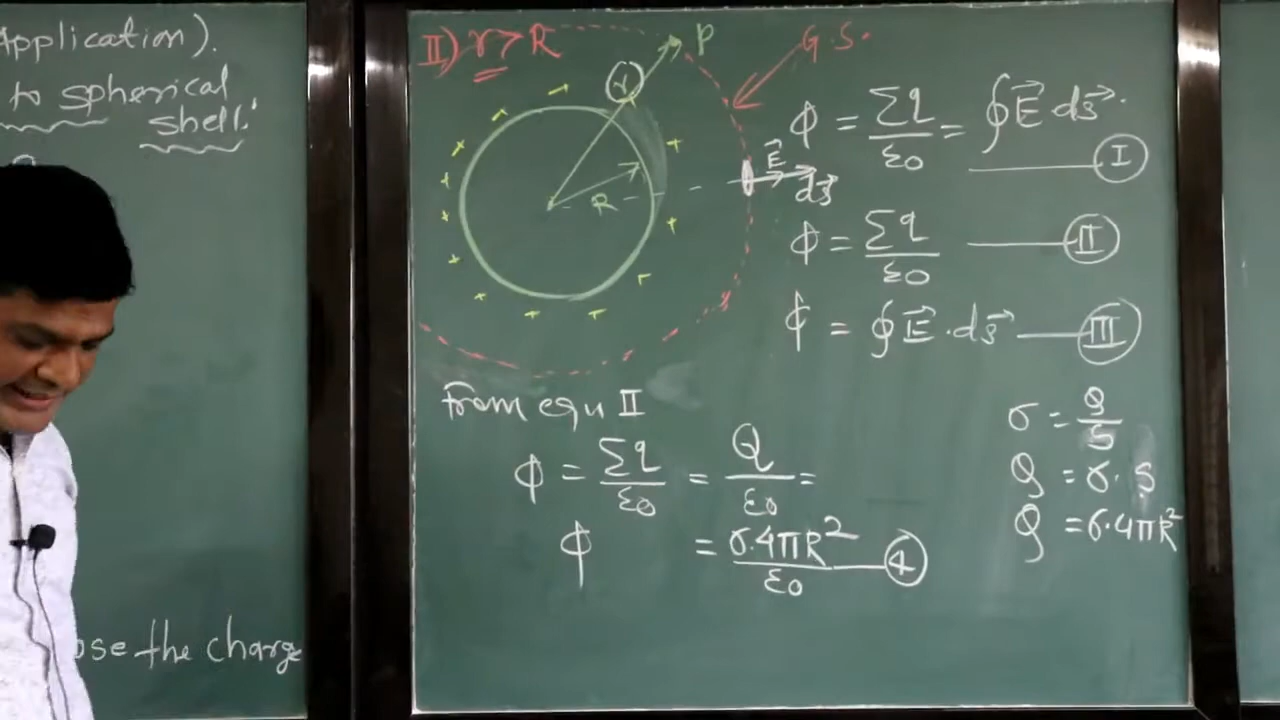 Application).
to spherical
shell:
ose the charge
II) r > R
P
G.S.
r
R
E⃗
ds⃗
ϕ = Σq/ε0 = ∮E⃗ · ds⃗ — I
ϕ = Σq/ε0 — II
ϕ = ∮E⃗ · ds⃗ — III
From equ II
ϕ = Σq/ε0 = Q/ε0 =
ϕ = σ·4πR²/ε0 — 4
σ = Q/S
Q = σ· S
Q = σ·4πR²